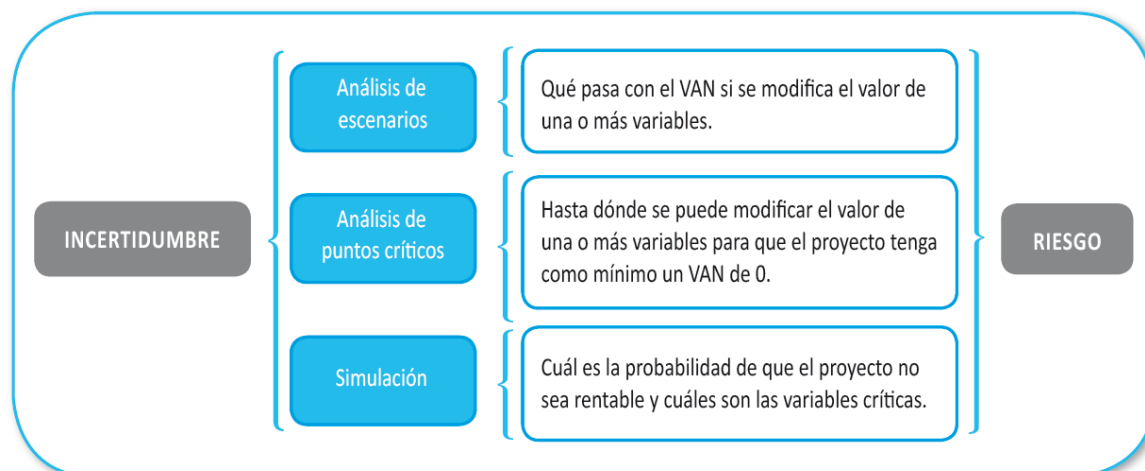 INCERTIDUMBRE
Análisis de
escenarios
Qué pasa con el VAN si se modifica el valor de
una o más variables.
Análisis de
puntos críticos
Hasta dónde se puede modificar el valor de
una o más variables para que el proyecto tenga
como mínimo un VAN de 0.
Simulación
Cuál es la probabilidad de que el proyecto no
sea rentable y cuáles son las variables críticas.
RIESGO